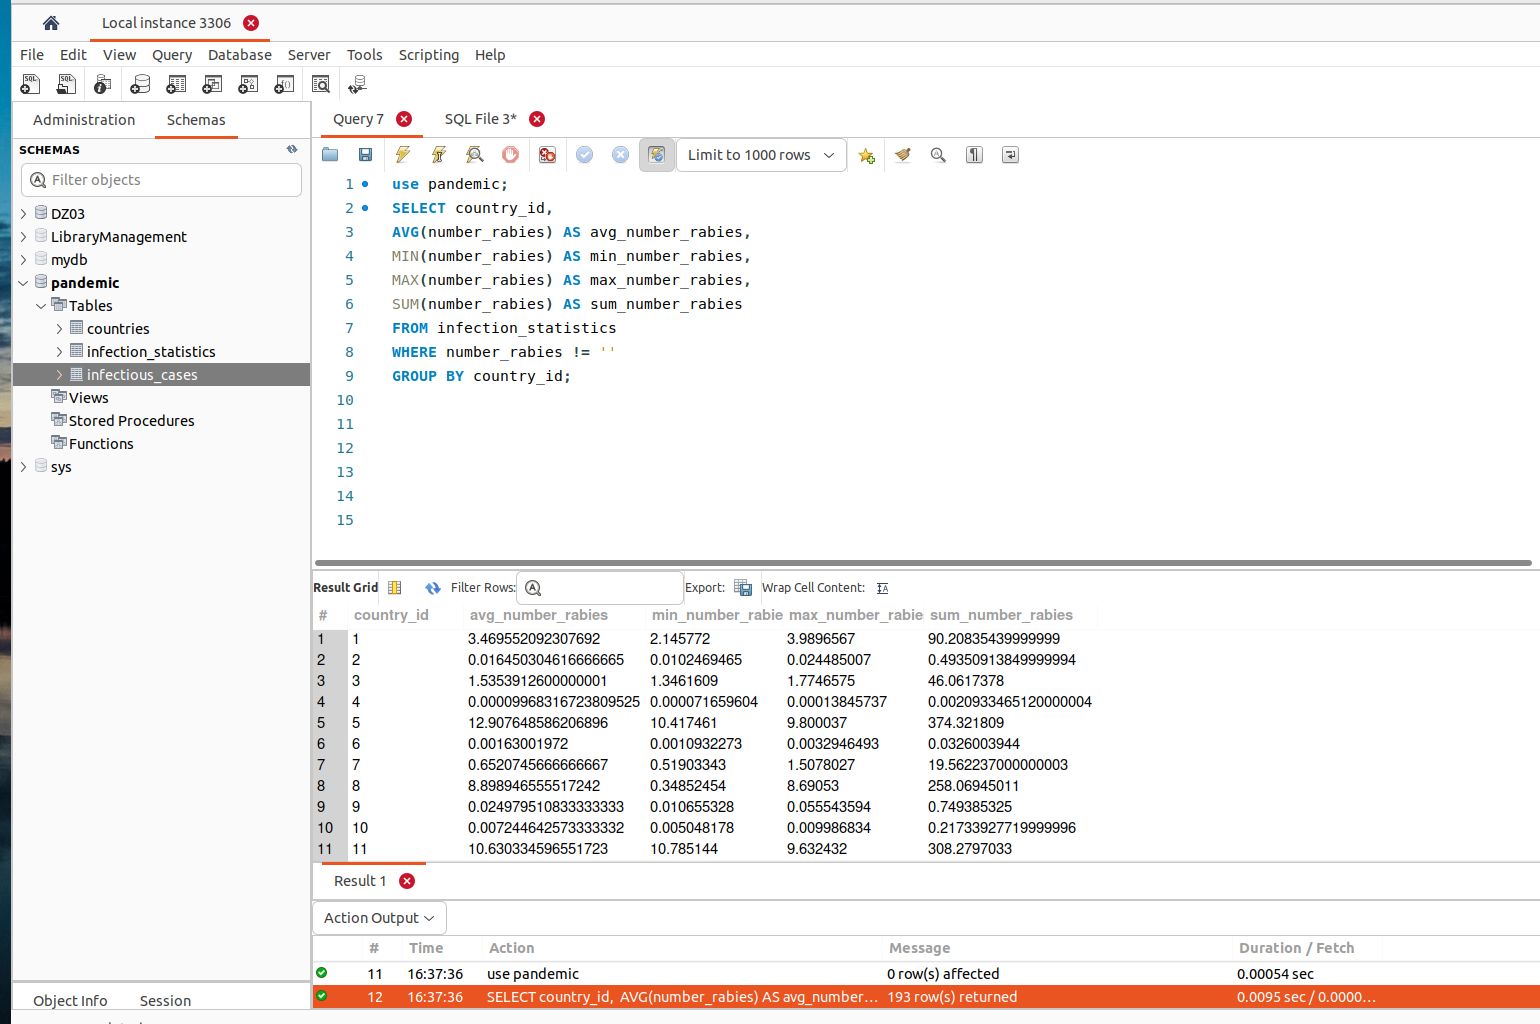 Local instance 3306
File Edit View Query Database Server Tools Scripting Help
Administration Schemas
SCHEMAS
Filter objects
DZ03
LibraryManagement
mydb
pandemic
Tables
countries
infection_statistics
infectious_cases
Views
Stored Procedures
Functions
sys
Object Info Session
Query 7 SQL File 3*
Limit to 1000 rows
1 use pandemic;
2 SELECT country_id,
3 AVG(number_rabies) AS avg_number_rabies,
4 MIN(number_rabies) AS min_number_rabies,
5 MAX(number_rabies) AS max_number_rabies,
6 SUM(number_rabies) AS sum_number_rabies
7 FROM infection_statistics
8 WHERE number_rabies != ''
9 GROUP BY country_id;
10
11
12
13
14
15
Result Grid Filter Rows: Export: Wrap Cell Content:
# country_id avg_number_rabies min_number_rabie max_number_rabie sum_number_rabies
1 1 3.469552092307692 2.145772 3.9896567 90.20835439999999
2 2 0.016450304616666665 0.0102469465 0.024485007 0.49350913849999994
3 3 1.5353912600000001 1.3461609 1.7746575 46.0617378
4 4 0.00009968316723809525 0.000071659604 0.00013845737 0.0020933465120000004
5 5 12.907648586206896 10.417461 9.800037 374.321809
6 6 0.00163001972 0.0010932273 0.0032946493 0.0326003944
7 7 0.6520745666666667 0.51903343 1.5078027 19.562237000000003
8 8 8.898946555517242 0.34852454 8.69053 258.06945011
9 9 0.024979510833333333 0.010655328 0.055543594 0.749385325
10 10 0.007244642573333332 0.005048178 0.009986834 0.21733927719999996
11 11 10.630334596551723 10.785144 9.632432 308.2797033
Result 1
Action Output
# Time Action Message Duration / Fetch
11 16:37:36 use pandemic 0 row(s) affected 0.00054 sec
12 16:37:36 SELECT country_id, AVG(number_rabies) AS avg_number... 193 row(s) returned 0.0095 sec / 0.0000...